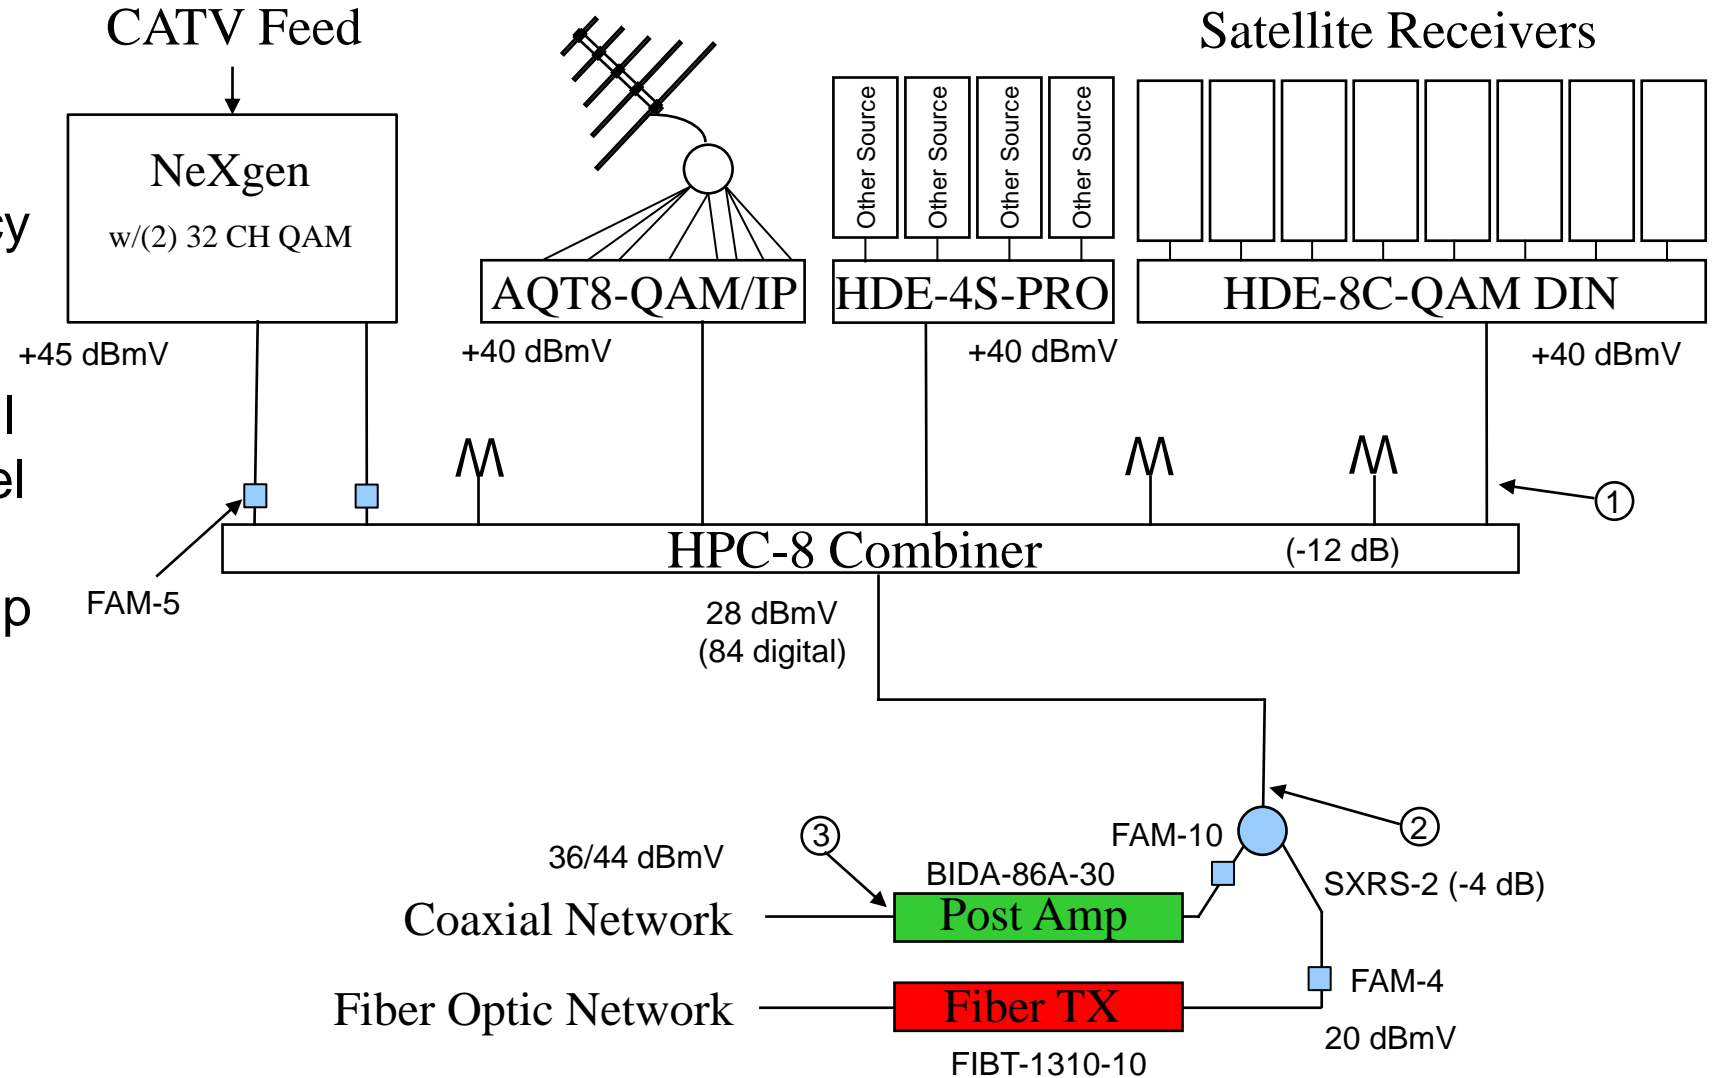 CATV Feed
Satellite Receivers
NeXgen
w/(2) 32 CH QAM
Other Source
Other Source
Other Source
Other Source
cy
AQT8-QAM/IP
HDE-4S-PRO
HDE-8C-QAM DIN
+45 dBmV
+40 dBmV
+40 dBmV
+40 dBmV
l
el
1
HPC-8 Combiner
(-12 dB)
FAM-5
p
28 dBmV
(84 digital)
3
FAM-10
2
36/44 dBmV
BIDA-86A-30
SXRS-2 (-4 dB)
Coaxial Network
Post Amp
FAM-4
Fiber Optic Network
Fiber TX
20 dBmV
FIBT-1310-10